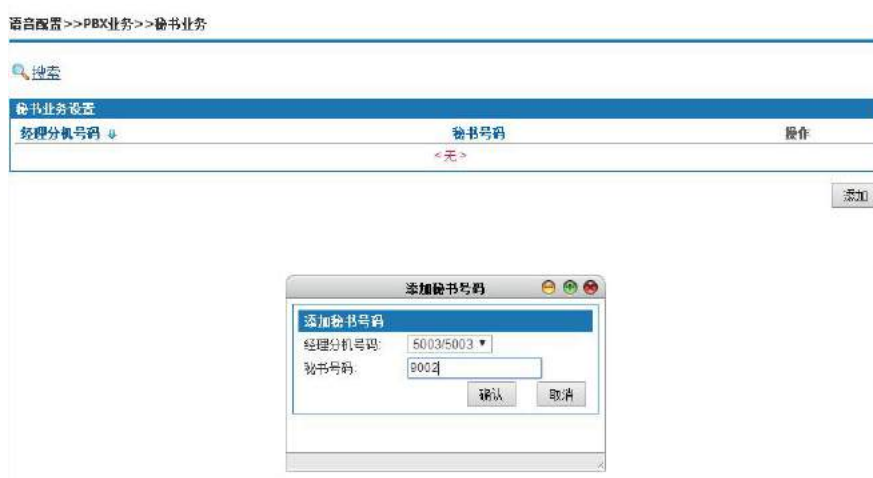 语音配置>>PBX业务>>秘书业务
搜索
秘书业务设置
经理分机号码 秘书号码 操作
<无>
添加
添加秘书号码
添加秘书号码
经理分机号码: 5003/5003
秘书号码: 9002
确认 取消